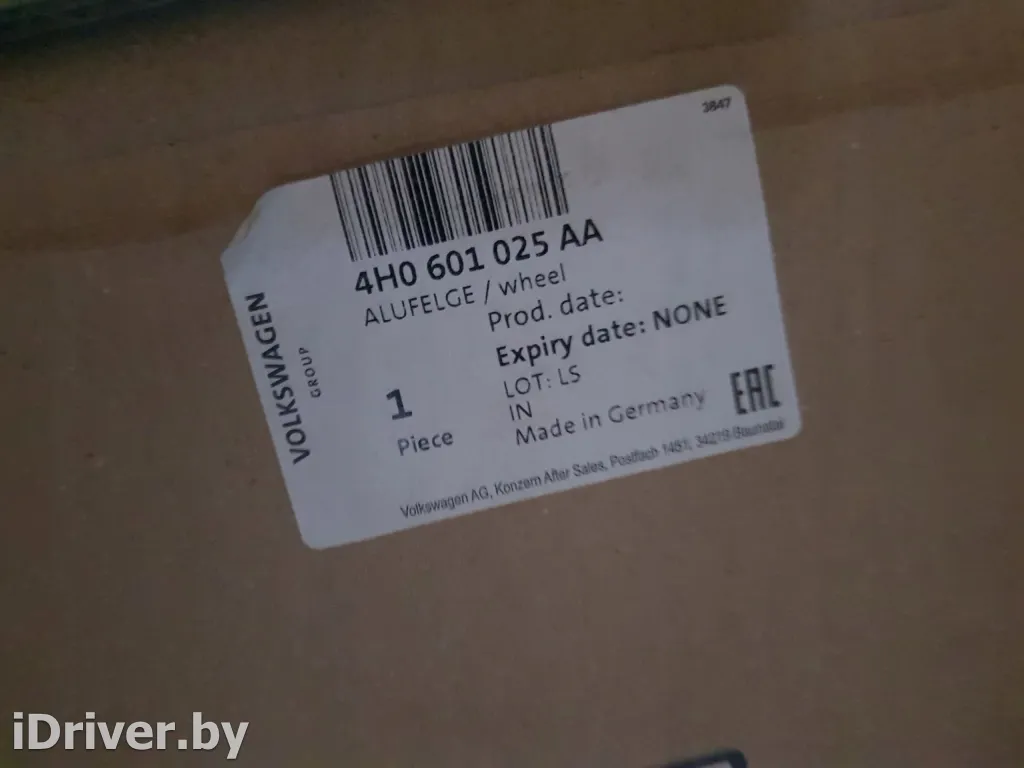 3847
4H0 601 025 AA
ALUFELGE / wheel
Prod. date:
Expiry date: NONE
LOT: LS
IN
Made in Germany
1
Piece
VOLKSWAGEN
GROUP
EAC
Volkswagen AG, Konzern After Sales, Postfach 1451, 34219 Baunatal
iDriver.by